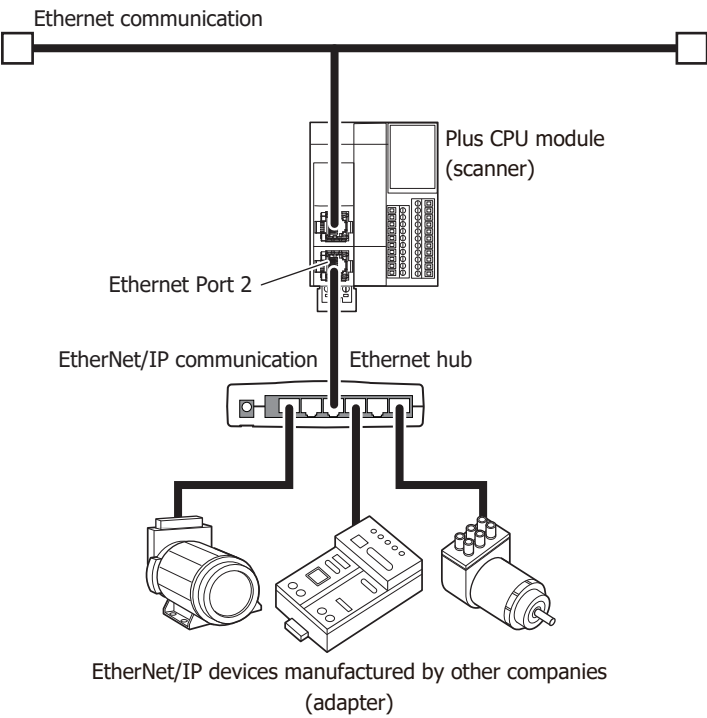 Ethernet communication
Plus CPU module
(scanner)
Ethernet Port 2
EtherNet/IP communication
Ethernet hub
EtherNet/IP devices manufactured by other companies
(adapter)